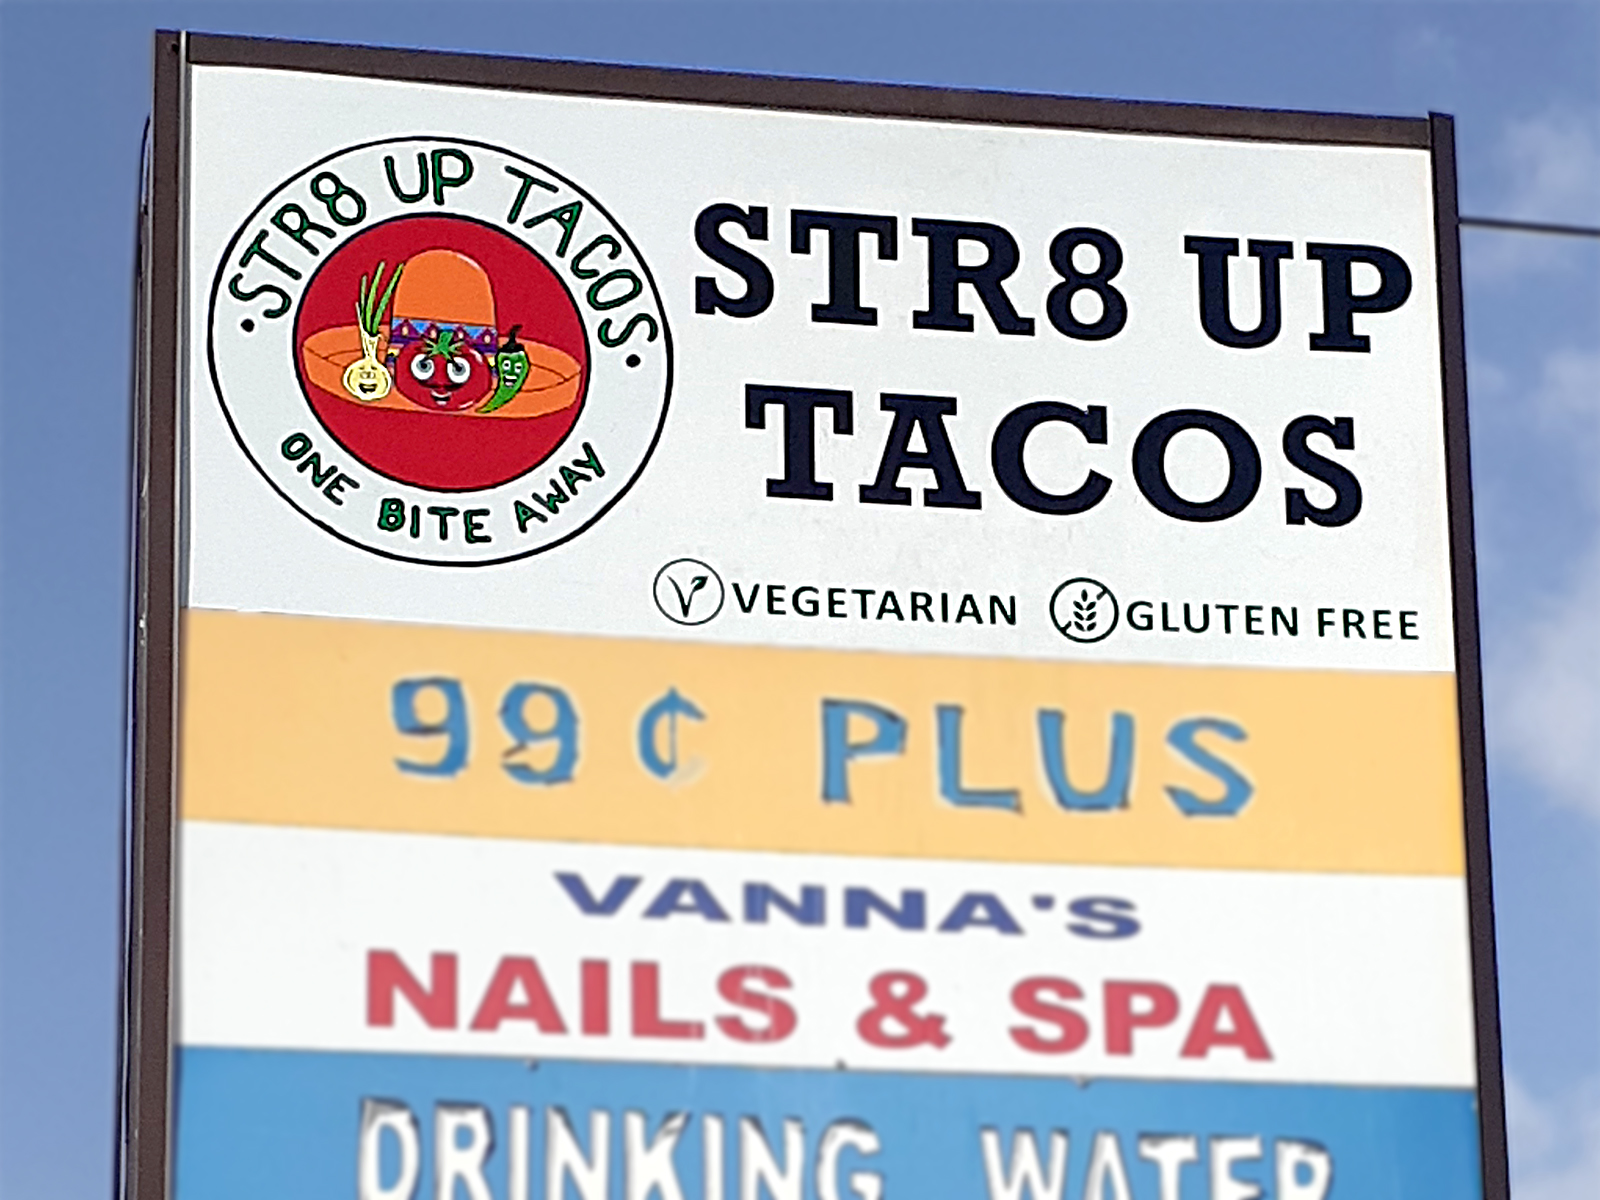 STR8 UP TACOS
ONE BITE AWAY
STR8 UP
TACOS
VEGETARIAN GLUTEN FREE
99¢ PLUS
VANNA'S
NAILS & SPA
DRINKING WATER